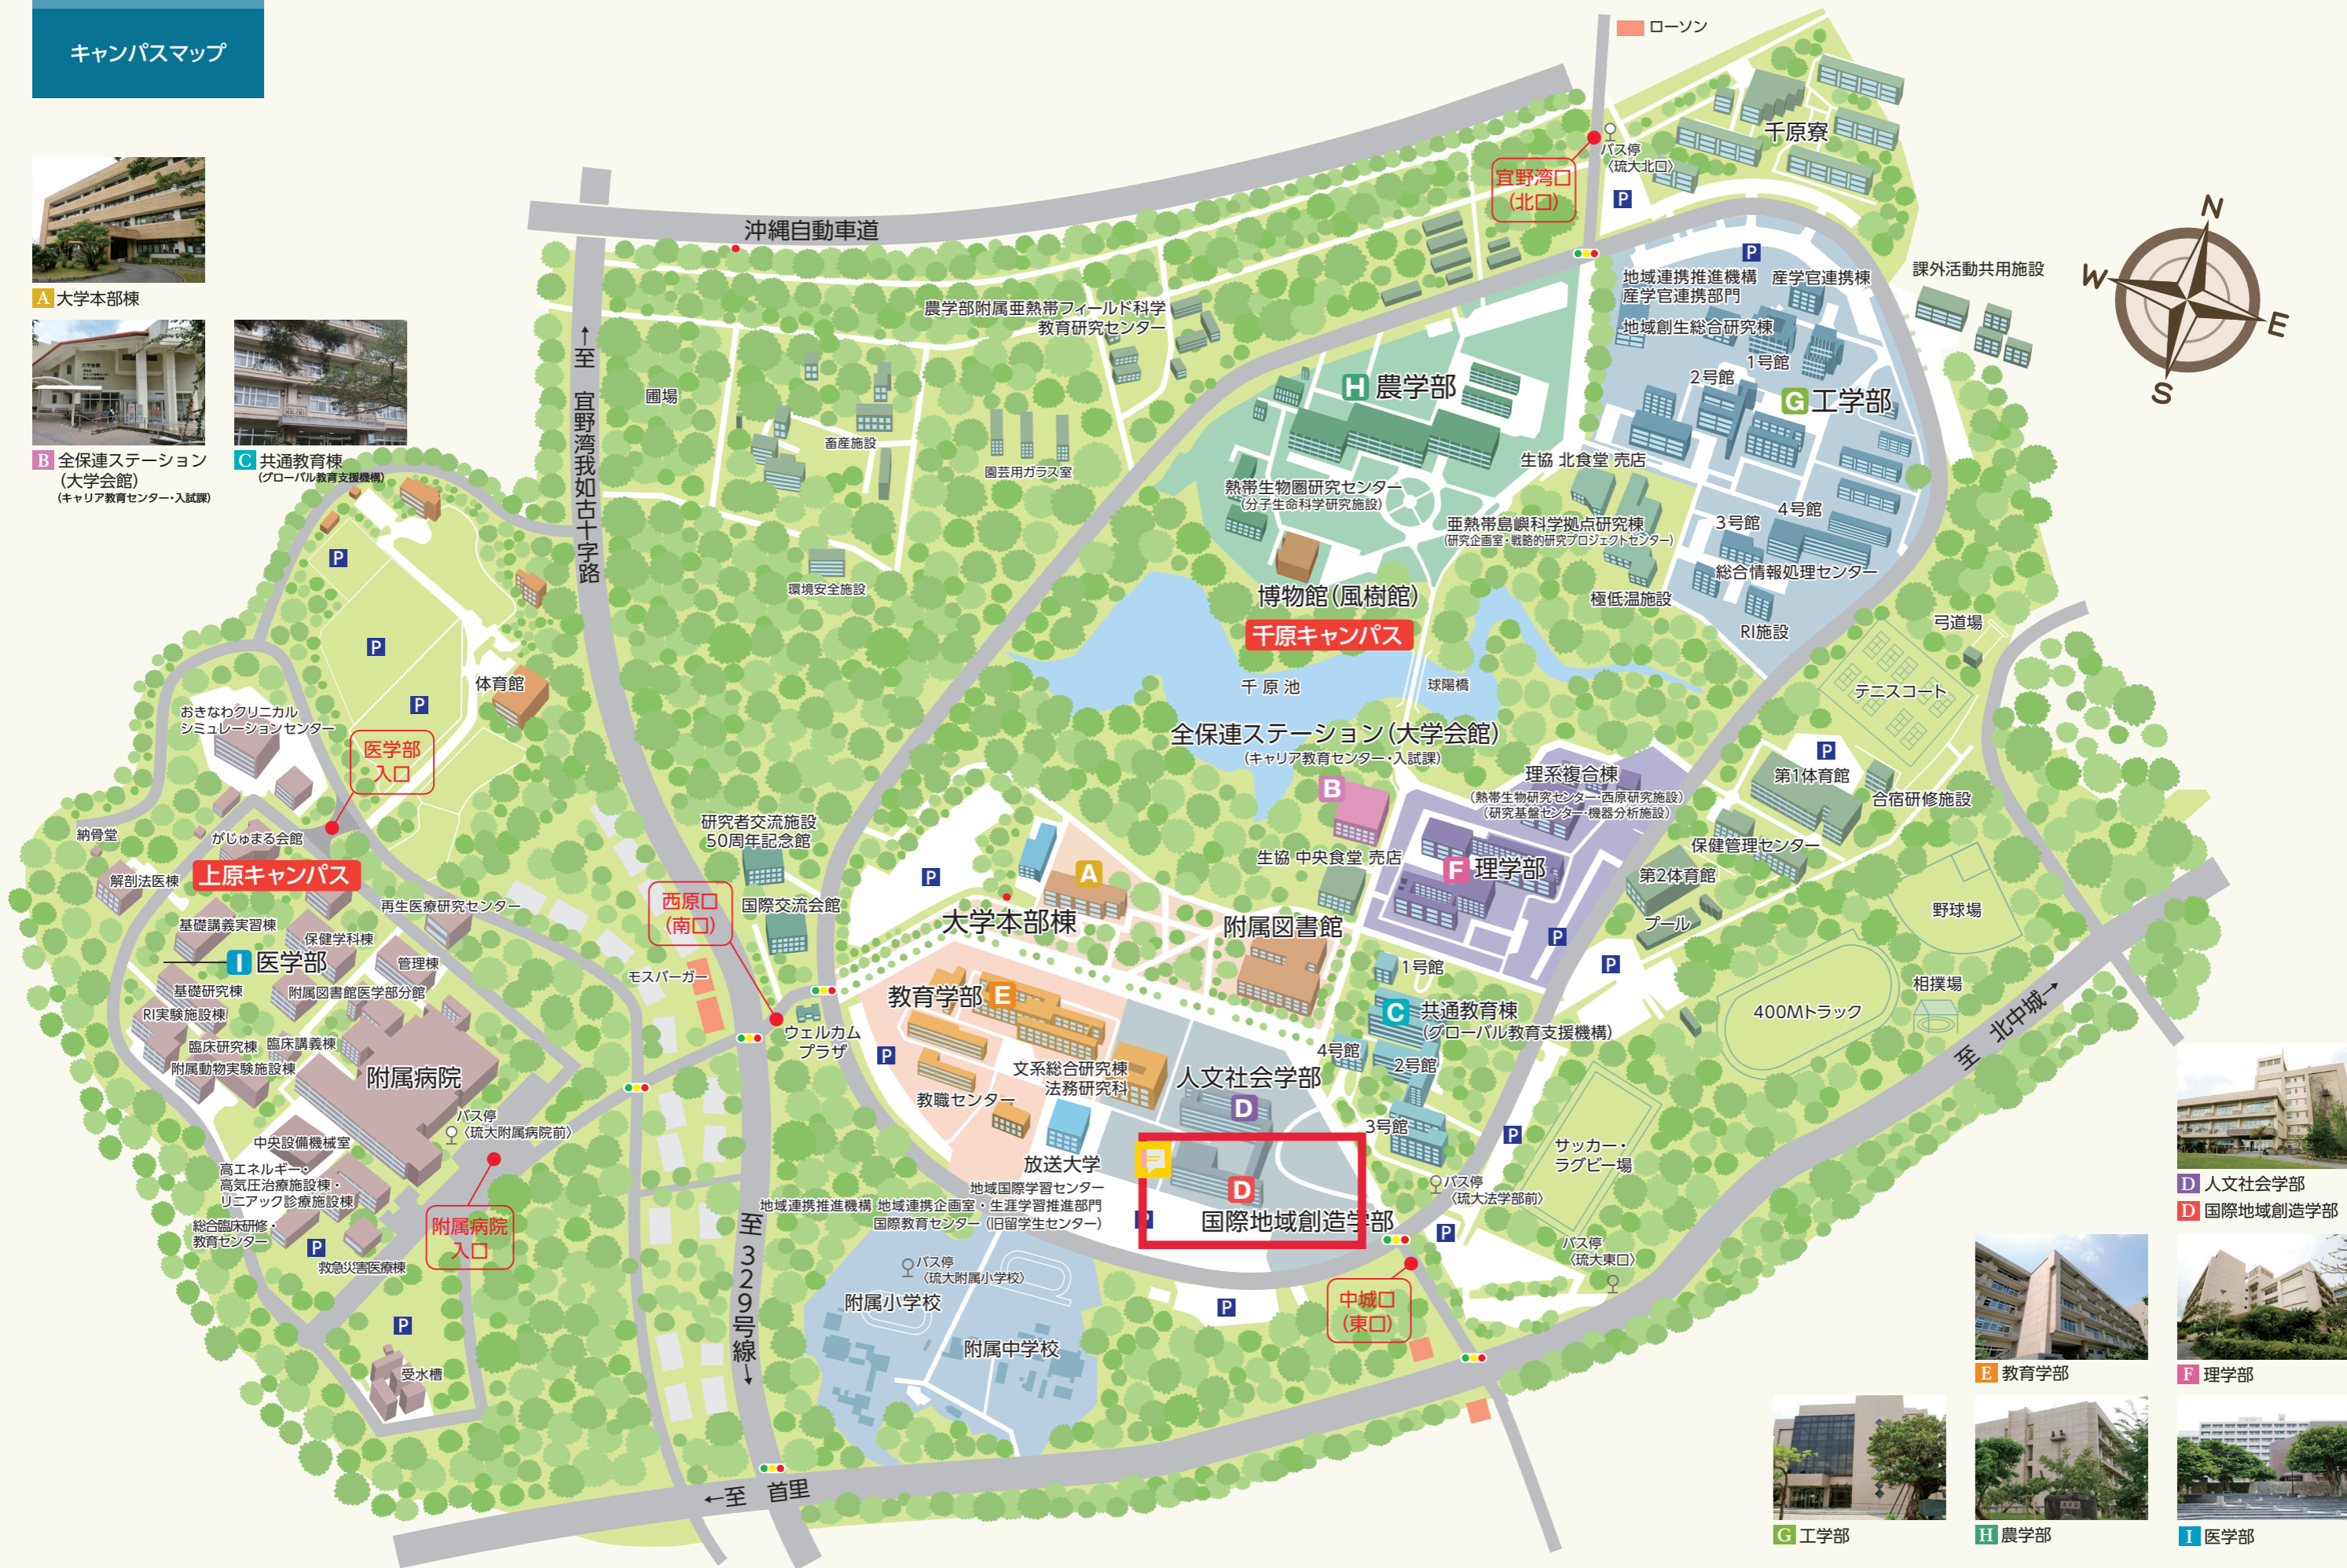 キャンパスマップ
ローソン
A 大学本部棟
B 全保連ステーション
(大学会館)
(キャリア教育センター・入試課)
C 共通教育棟
(グローバル教育支援機構)
沖縄自動車道
←至 宜野湾我如古十字路
宜野湾口
(北口)
バス停
〈琉大北口〉
P
千原寮
N
W
E
S
P
地域連携推進機構
産学官連携部門
産学官連携棟
地域創生総合研究棟
課外活動共用施設
1号館
2号館
G 工学部
3号館
4号館
総合情報処理センター
RI施設
農学部附属亜熱帯フィールド科学
教育研究センター
圃場
畜産施設
園芸用ガラス室
環境安全施設
H 農学部
生協 北食堂 売店
熱帯生物圏研究センター
(分子生命科学研究施設)
亜熱帯島嶼科学拠点研究棟
(研究企画室・戦略的研究プロジェクトセンター)
極低温施設
博物館(風樹館)
千原キャンパス
千原池
球陽橋
弓道場
テニスコート
P
P
P
体育館
おきなわクリニカル
シミュレーションセンター
医学部
入口
納骨堂
がじゅまる会館
上原キャンパス
解剖法医棟
再生医療研究センター
基礎講義実習棟
保健学科棟
I 医学部
管理棟
基礎研究棟
附属図書館医学部分館
RI実験施設棟
臨床研究棟
臨床講義棟
附属動物実験施設棟
附属病院
バス停
〈琉大附属病院前〉
中央設備機械室
高エネルギー・
高気圧治療施設棟・
リニアック診療施設棟
総合臨床研修・
教育センター
P
救急災害医療棟
附属病院
入口
P
受水槽
全保連ステーション(大学会館)
(キャリア教育センター・入試課)
B
理系複合棟
(熱帯生物研究センター・西原研究施設)
(研究基盤センター・機器分析施設)
P
第1体育館
合宿研修施設
保健管理センター
第2体育館
プール
野球場
生協 中央食堂 売店
F 理学部
P
P
研究者交流施設
50周年記念館
P
A
大学本部棟
附属図書館
西原口
(南口)
国際交流会館
モスバーガー
ウェルカム
プラザ
P
教育学部 E
1号館
C 共通教育棟
(グローバル教育支援機構)
4号館
2号館
3号館
400Mトラック
相撲場
至 北中城→
文系総合研究棟
法務研究科
教職センター
人文社会学部
D
放送大学
地域国際学習センター
地域連携推進機構 地域連携企画室・生涯学習推進部門
国際教育センター (旧留学生センター)
D
国際地域創造学部
P
サッカー・
ラグビー場
バス停
〈琉大法学部前〉
P
バス停
〈琉大東口〉
至 329号線→
バス停
〈琉大附属小学校〉
附属小学校
附属中学校
P
中城口
(東口)
←至 首里
D 人文社会学部
D 国際地域創造学部
E 教育学部
F 理学部
G 工学部
H 農学部
I 医学部